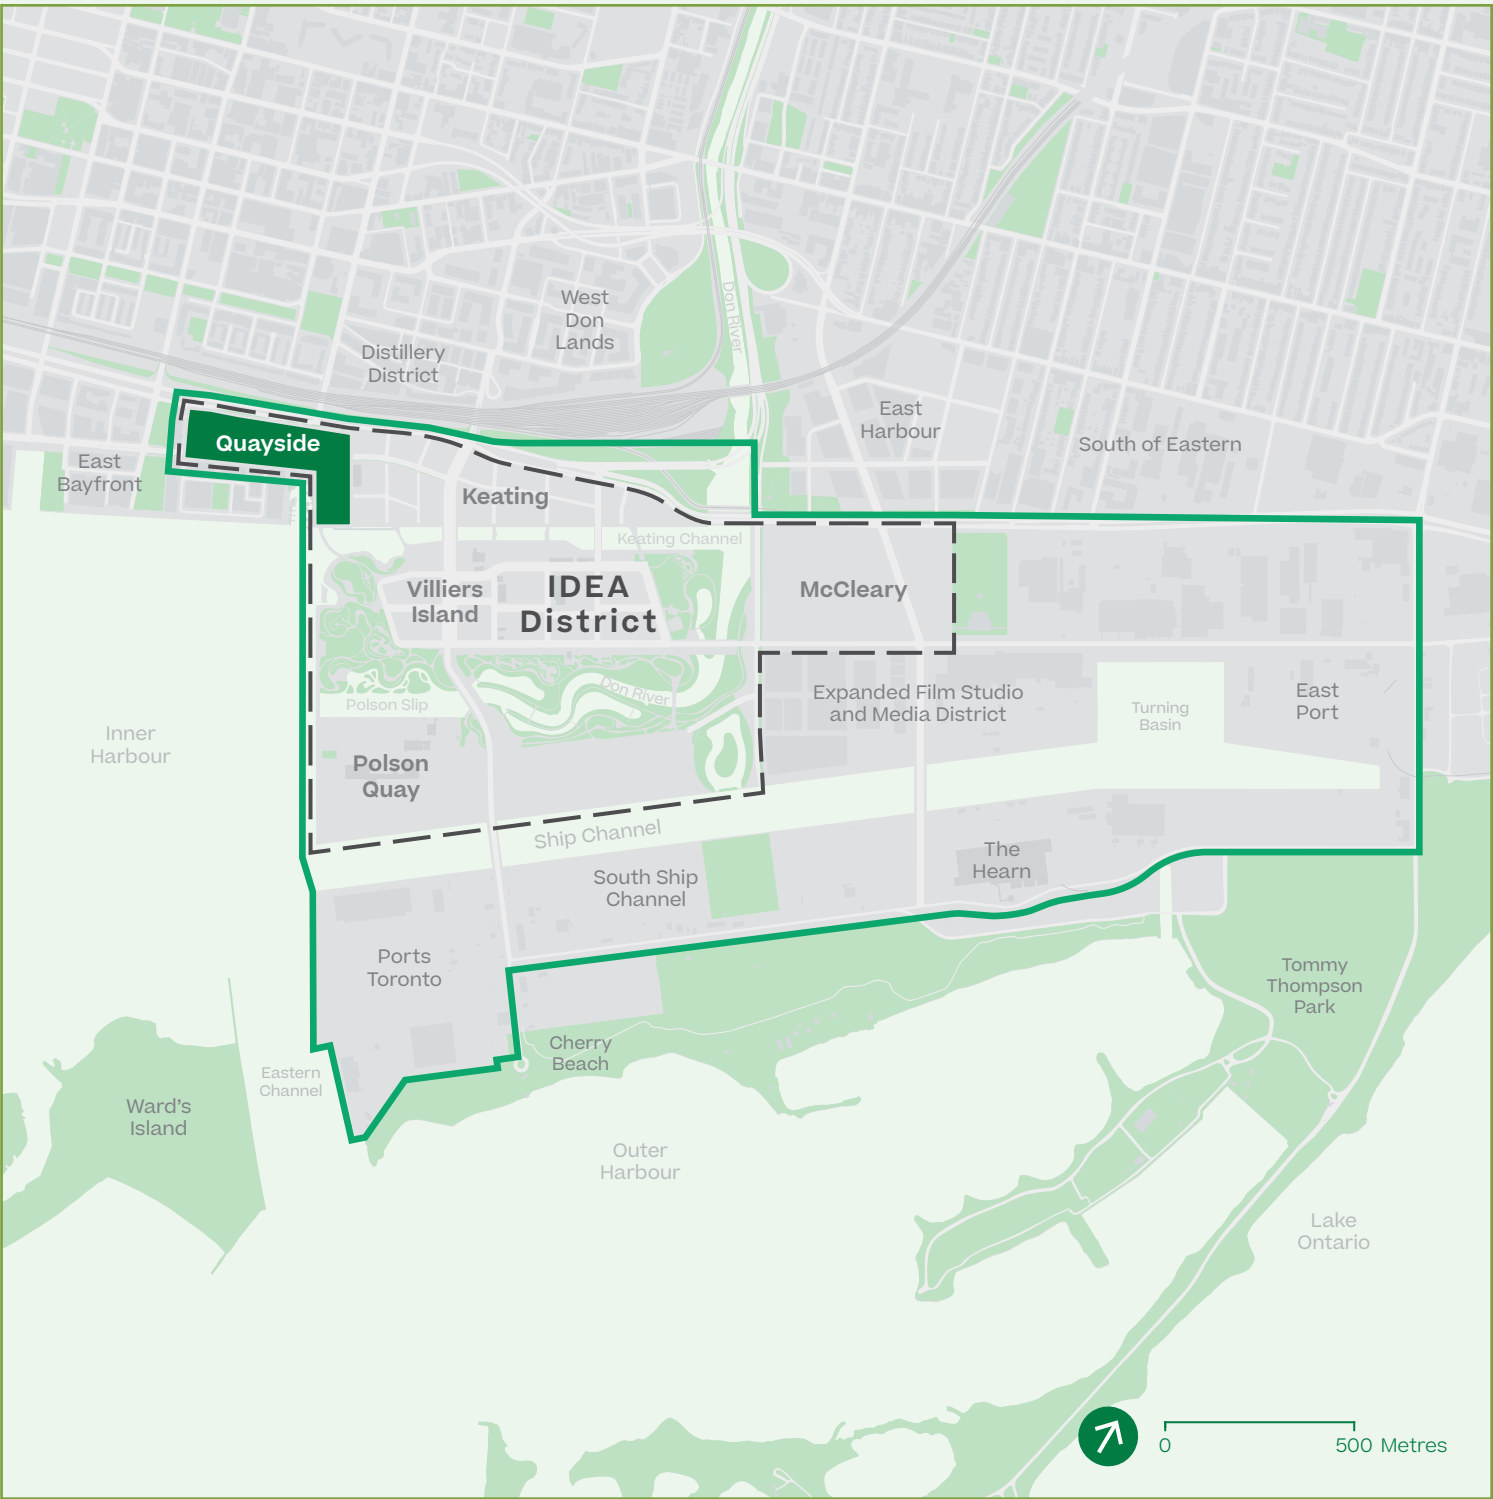 West
Don
Lands
Don River
Distillery
District
East
Harbour
South of Eastern
Quayside
East
Bayfront
Keating
Keating Channel
Villiers
Island
IDEA
District
McCleary
Don River
Polson Slip
Expanded Film Studio
and Media District
Turning
Basin
East
Port
Inner
Harbour
Polson
Quay
Ship Channel
The
Hearn
South Ship
Channel
Ports
Toronto
Tommy
Thompson
Park
Cherry
Beach
Eastern
Channel
Ward's
Island
Outer
Harbour
Lake
Ontario
0 500 Metres